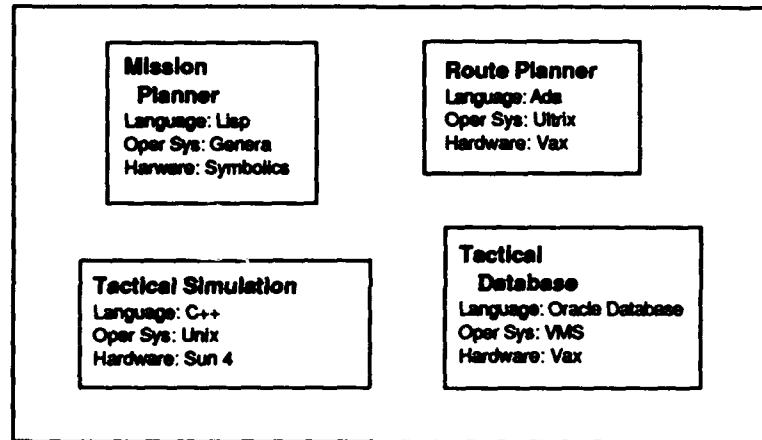 Mission
Planner
Language: Lisp
Oper Sys: Genera
Harware: Symbolics
Route Planner
Language: Ada
Oper Sys: Ultrix
Hardware: Vax
Tactical Simulation
Language: C++
Oper Sys: Unix
Hardware: Sun 4
Tactical
Database
Language: Oracle Database
Oper Sys: VMS
Hardware: Vax